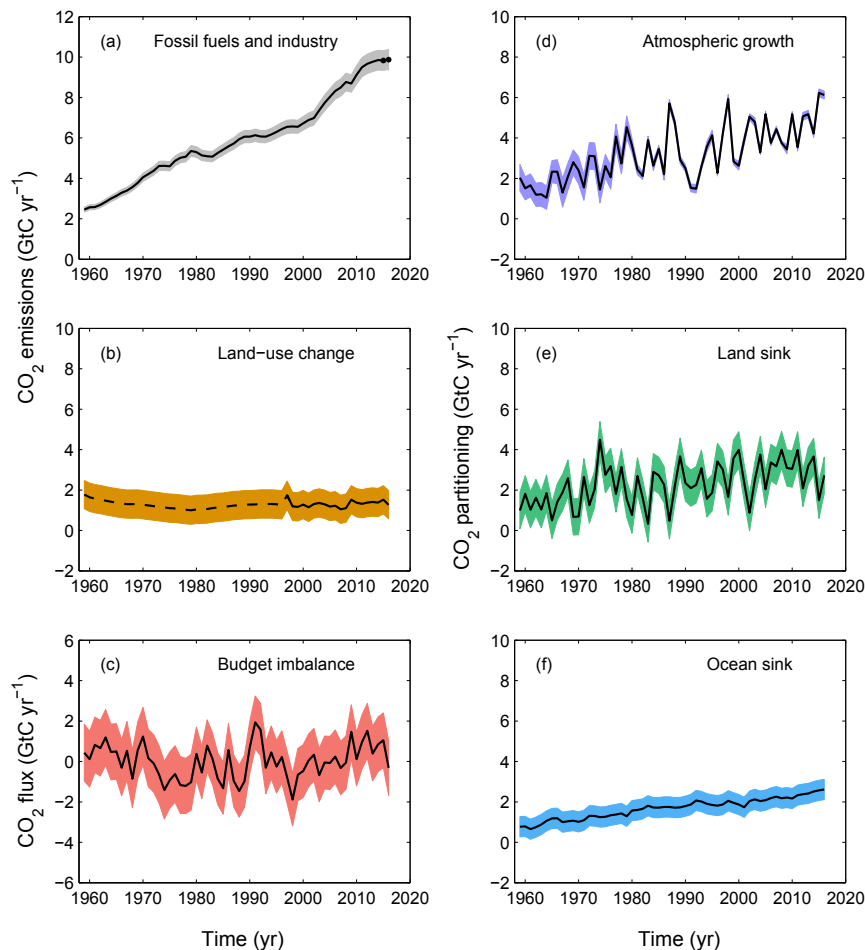 (a) Fossil fuels and industry
12
10
8
6
4
2
0
1960 1970 1980 1990 2000 2010 2020
CO2 emissions (GtC yr−1)
(b) Land−use change
10
8
6
4
2
0
−2
1960 1970 1980 1990 2000 2010 2020
(c) Budget imbalance
6
4
2
0
−2
−4
−6
1960 1970 1980 1990 2000 2010 2020
CO2 flux (GtC yr−1)
Time (yr)
(d) Atmospheric growth
10
8
6
4
2
0
−2
1960 1970 1980 1990 2000 2010 2020
CO2 partitioning (GtC yr−1)
(e) Land sink
10
8
6
4
2
0
−2
1960 1970 1980 1990 2000 2010 2020
(f) Ocean sink
10
8
6
4
2
0
−2
1960 1970 1980 1990 2000 2010 2020
Time (yr)